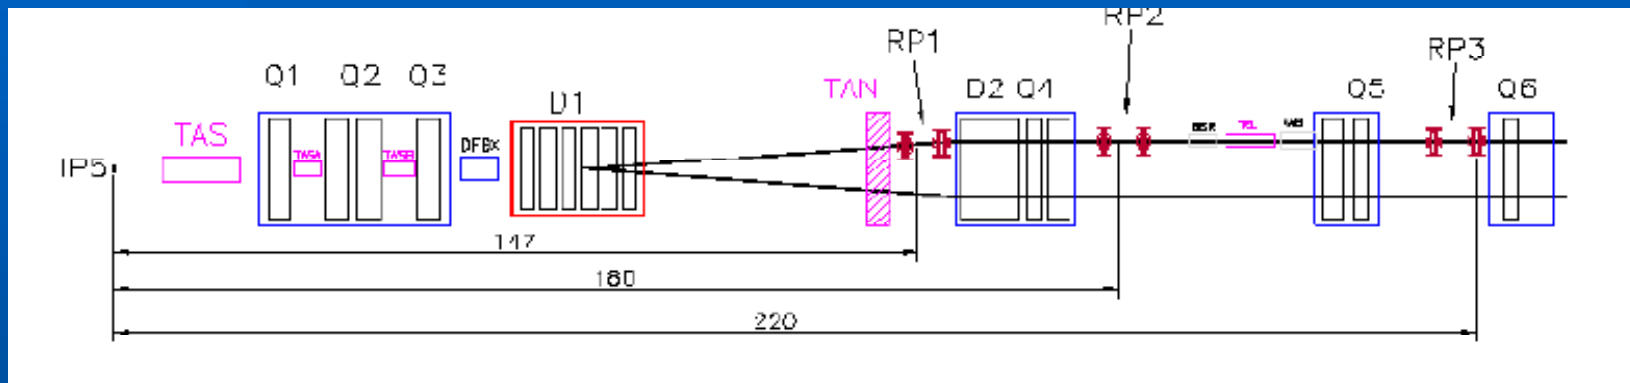 RP2
RP1
RP3
Q1 Q2 Q3
D1
TAN
D2 Q4
Q5
Q6
TAS
TASA
TASB
DFBX
IP5
147
180
220